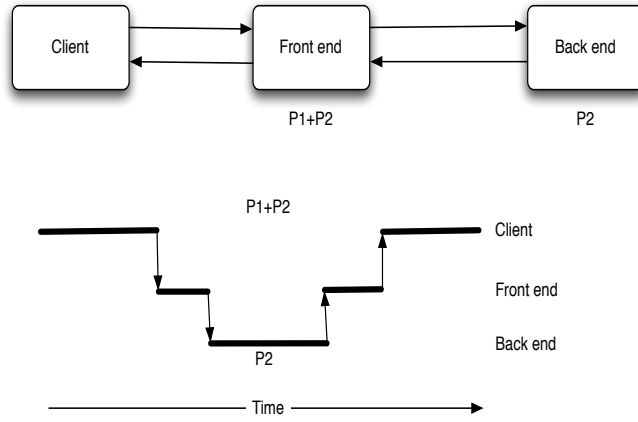 Client
Front end
Back end
P1+P2
P2
P1+P2
Client
Front end
Back end
P2
Time